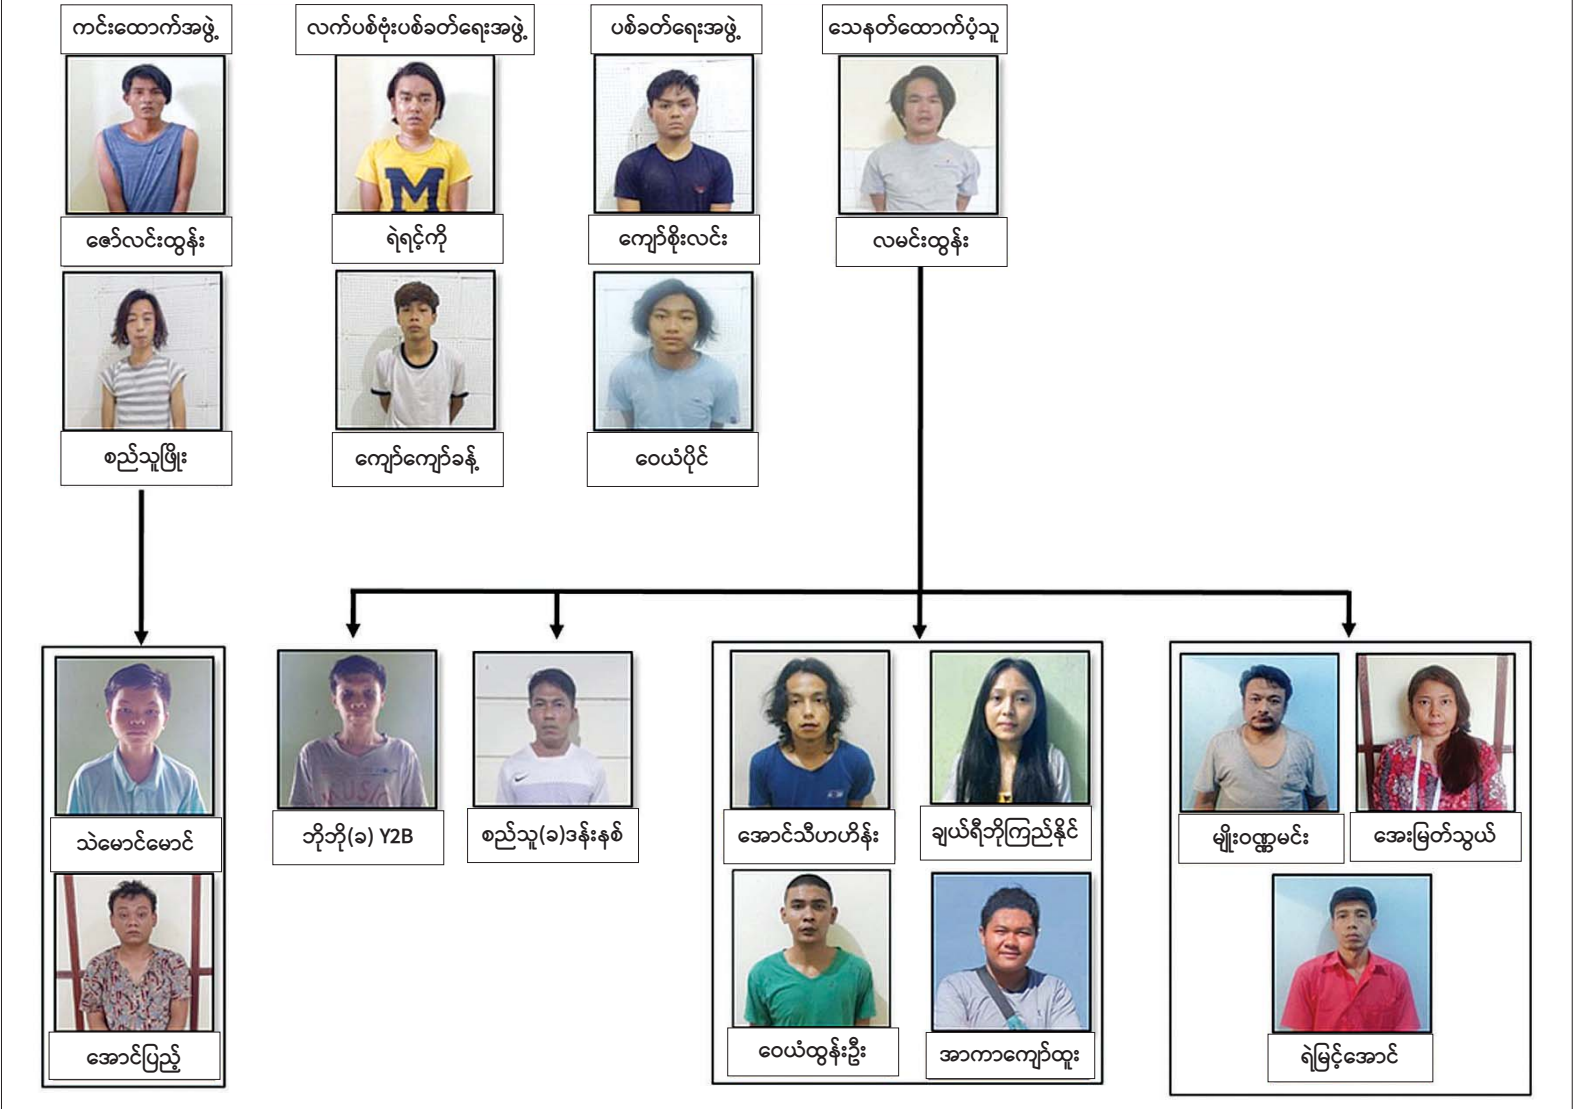 ကင်းထောက်အဖွဲ့
လက်ပစ်ဗုံးပစ်ခတ်ရေးအဖွဲ့
ပစ်ခတ်ရေးအဖွဲ့
သေနတ်ထောက်ပံ့သူ
M
ဇော်လင်းထွန်း
ရဲရင့်ကို
ကျော်စိုးလင်း
လမင်းထွန်း
စည်သူဖြိုး
ကျော်ကျော်ခန့်
ဝေယံပိုင်
သဲမောင်မောင်
ဘိုဘို(ခ) Y2B
စည်သူ(ခ)ဒန်းနစ်
အောင်သီဟဟိန်း
ချယ်ရီဘိုကြည်နိုင်
မျိုးဝဏ္ဏမင်း
အေးမြတ်သွယ်
အောင်ပြည့်
ဝေယံထွန်းဦး
အာကာကျော်ထူး
ရဲမြင့်အောင်